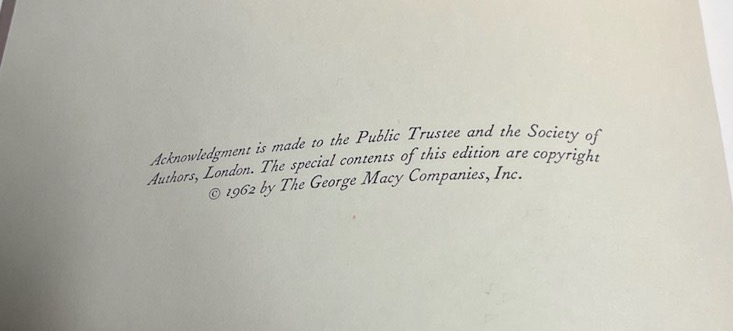 Acknowledgment is made to the Public Trustee and the Society of
Authors, London. The special contents of this edition are copyright
© 1962 by The George Macy Companies, Inc.